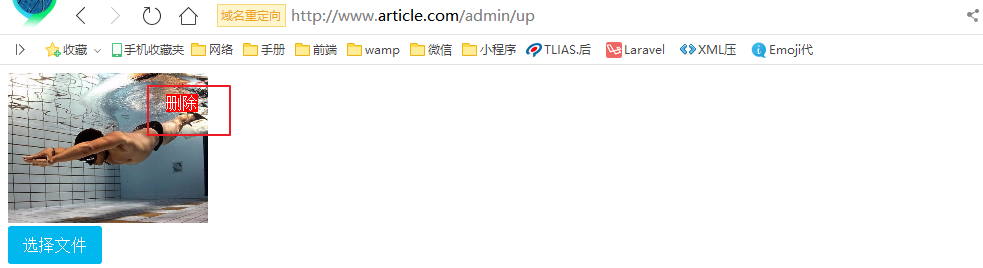 域名重定向 http://www.article.com/admin/up
收藏 手机收藏夹 网络 手册 前端 wamp 微信 小程序 TLIAS.后 Laravel XML压 Emoji代
删除
选择文件